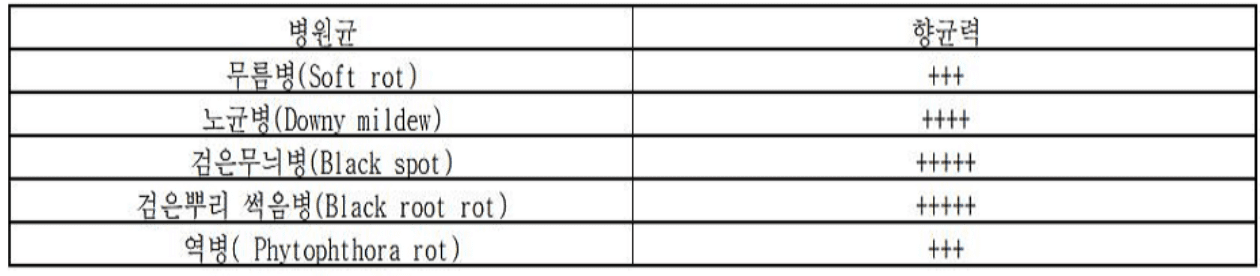 병원균 향균력
무름병(Soft rot) +++
노균병(Downy mildew) ++++
검은무늬병(Black spot) +++++
검은뿌리 썩음병(Black root rot) +++++
역병( Phytophthora rot) +++